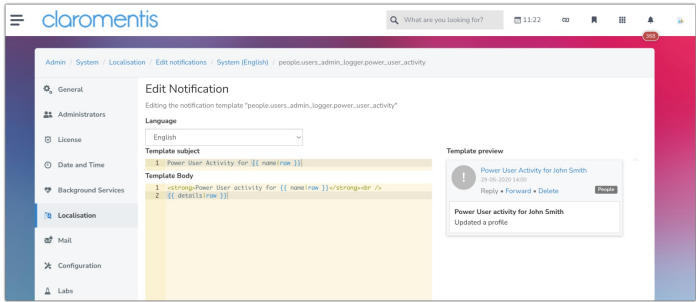 claromentis
What are you looking for?
11:22
358
Admin / System / Localisation / Edit notifications / System (English) / people.users_admin_logger.power_user_activity
General
Administrators
License
Date and Time
Background Services
Localisation
Mail
Configuration
Labs
Edit Notification
Editing the notification template "people.users_admin_logger.power_user_activity"
Language
English
Template subject
1 Power User Activity for {{ name|raw }}
Template Body
1 <strong>Power User activity for {{ name|raw }}</strong><br />
2 {{ details|raw }}
Template preview
Power User Activity for John Smith
29-05-2020 14:00
Reply • Forward • Delete
People
Power User activity for John Smith
Updated a profile